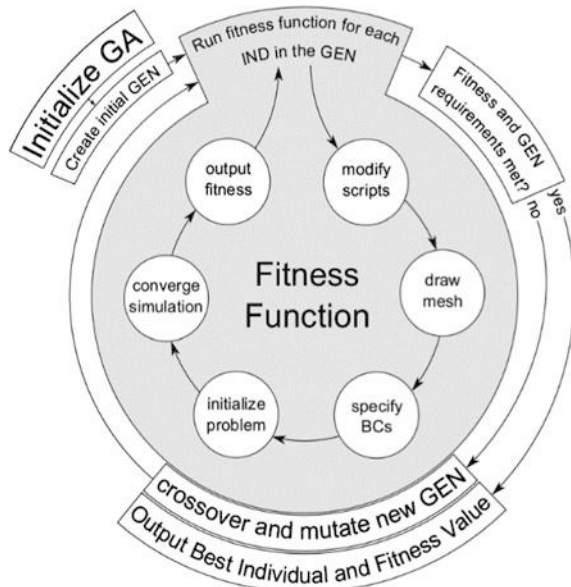 Initialize GA
Create initial GEN
Run fitness function for each
IND in the GEN
Fitness and GEN
requirements met?
no
yes
output
fitness
modify
scripts
converge
simulation
Fitness
Function
draw
mesh
initialize
problem
specify
BCs
crossover and mutate new GEN
Output Best Individual and Fitness Value